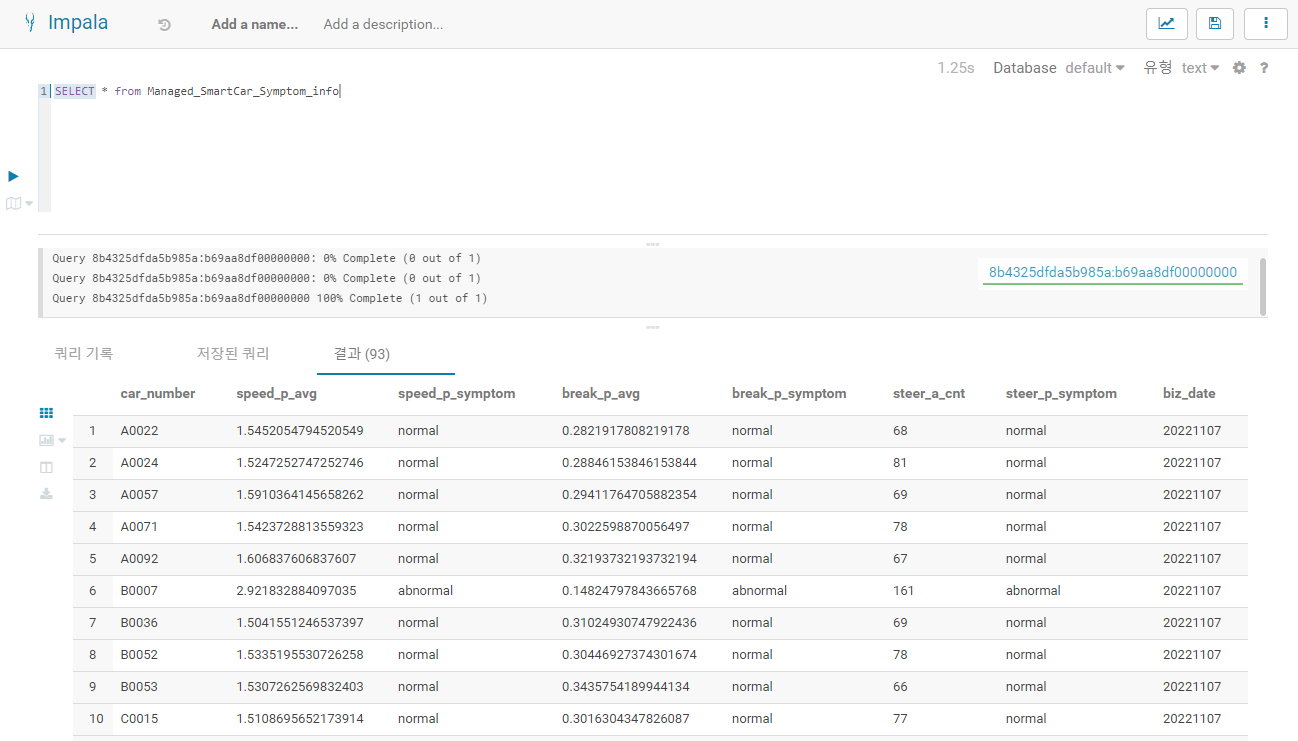 Impala Add a name... Add a description...
1.25s Database default 유형 text ?
1 SELECT * from Managed_SmartCar_Symptom_info
Query 8b4325dfda5b985a:b69aa8df00000000: 0% Complete (0 out of 1)
Query 8b4325dfda5b985a:b69aa8df00000000: 0% Complete (0 out of 1)
Query 8b4325dfda5b985a:b69aa8df00000000 100% Complete (1 out of 1)
8b4325dfda5b985a:b69aa8df00000000
쿼리 기록 저장된 쿼리 결과 (93)
car_number speed_p_avg speed_p_symptom break_p_avg break_p_symptom steer_a_cnt steer_p_symptom biz_date
1 A0022 1.5452054794520549 normal 0.2821917808219178 normal 68 normal 20221107
2 A0024 1.5247252747252746 normal 0.28846153846153844 normal 81 normal 20221107
3 A0057 1.5910364145658262 normal 0.29411764705882354 normal 69 normal 20221107
4 A0071 1.5423728813559323 normal 0.3022598870056497 normal 78 normal 20221107
5 A0092 1.606837606837607 normal 0.32193732193732194 normal 67 normal 20221107
6 B0007 2.921832884097035 abnormal 0.14824797843665768 abnormal 161 abnormal 20221107
7 B0036 1.5041551246537397 normal 0.31024930747922436 normal 69 normal 20221107
8 B0052 1.5335195530726258 normal 0.30446927374301674 normal 78 normal 20221107
9 B0053 1.5307262569832403 normal 0.3435754189944134 normal 66 normal 20221107
10 C0015 1.5108695652173914 normal 0.3016304347826087 normal 77 normal 20221107